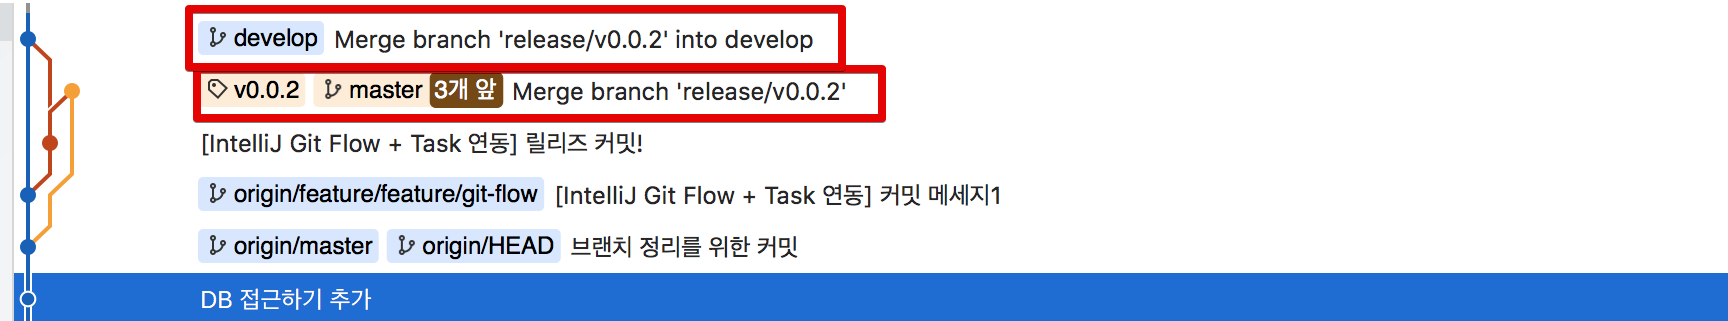 develop Merge branch 'release/v0.0.2' into develop
v0.0.2 master 3개 앞 Merge branch 'release/v0.0.2'
[IntelliJ Git Flow + Task 연동] 릴리즈 커밋!
origin/feature/feature/git-flow [IntelliJ Git Flow + Task 연동] 커밋 메세지1
origin/master origin/HEAD 브랜치 정리를 위한 커밋
DB 접근하기 추가